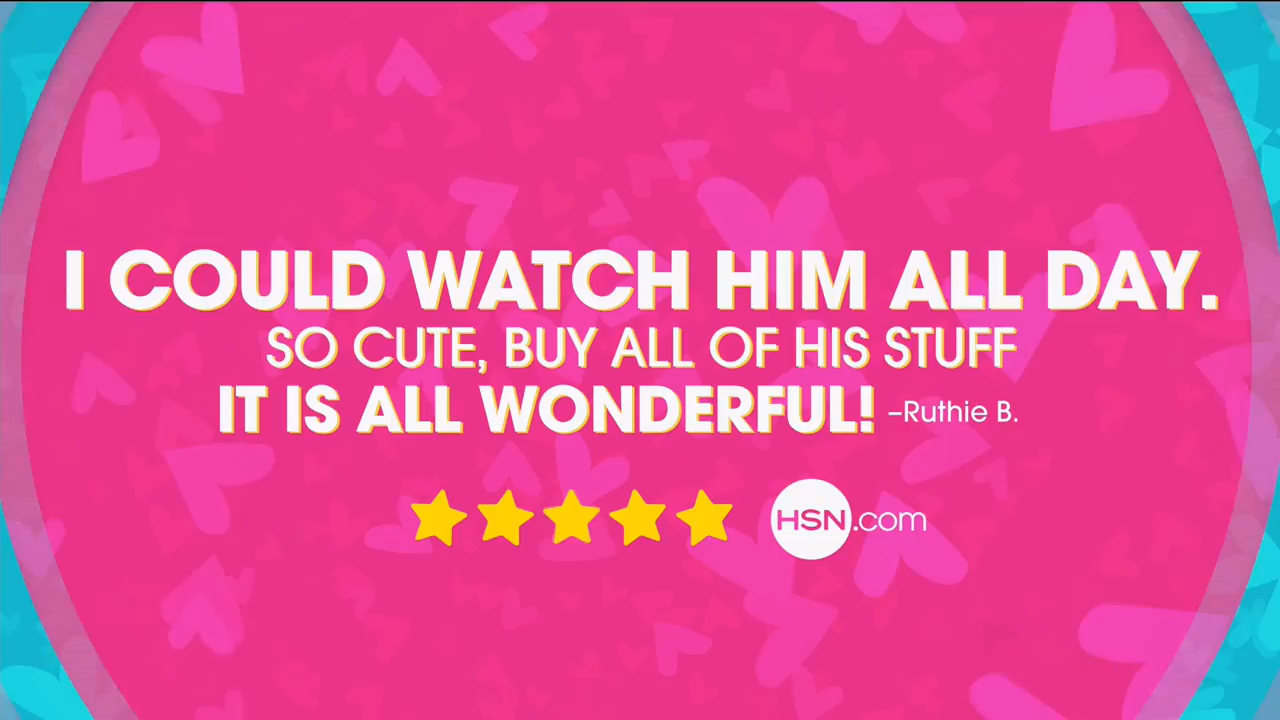 I COULD WATCH HIM ALL DAY.
SO CUTE, BUY ALL OF HIS STUFF
IT IS ALL WONDERFUL! –Ruthie B.
HSN.com